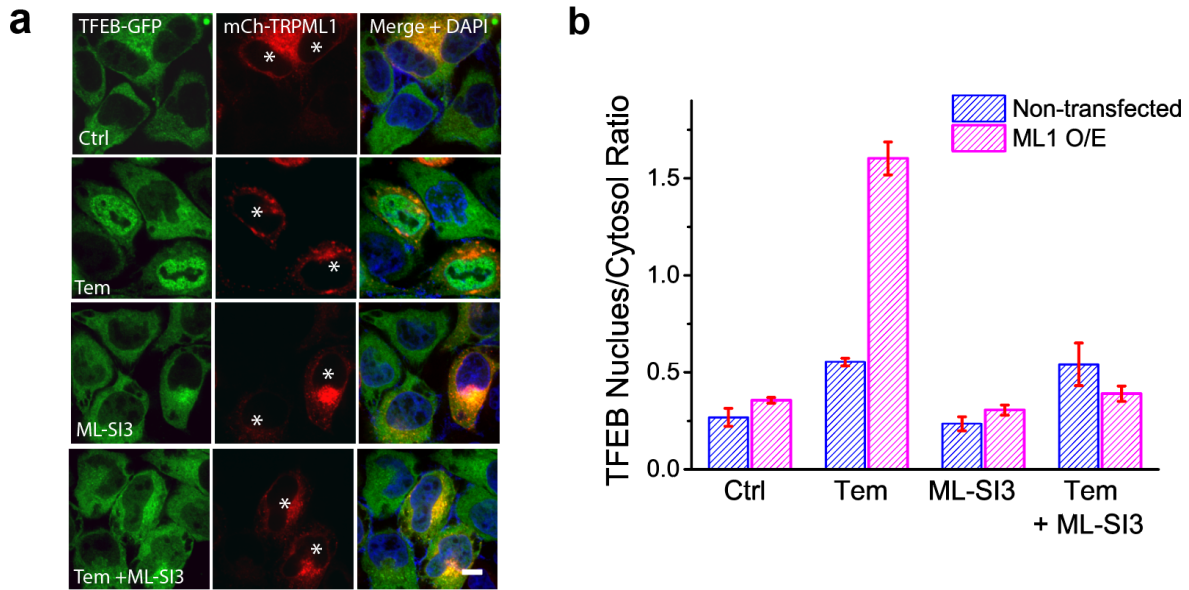 a
TFEB-GFP mCh-TRPML1 Merge + DAPI
* *
Ctrl
*
*
Tem
*
*
ML-SI3
*
*
Tem +ML-SI3
b
Non-transfected
ML1 O/E
TFEB Nuclues/Cytosol Ratio
1.5
1.0
0.5
0.0
Ctrl Tem ML-SI3 Tem
+ ML-SI3